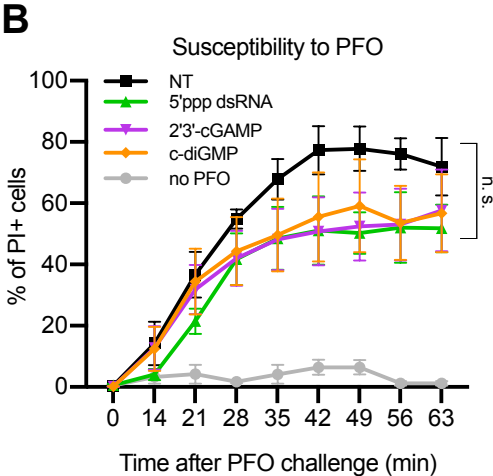 B
Susceptibility to PFO
NT
5'ppp dsRNA
2'3'-cGAMP
c-diGMP
no PFO
% of PI+ cells
100
80
60
40
20
0
n. s.
0 14 21 28 35 42 49 56 63
Time after PFO challenge (min)